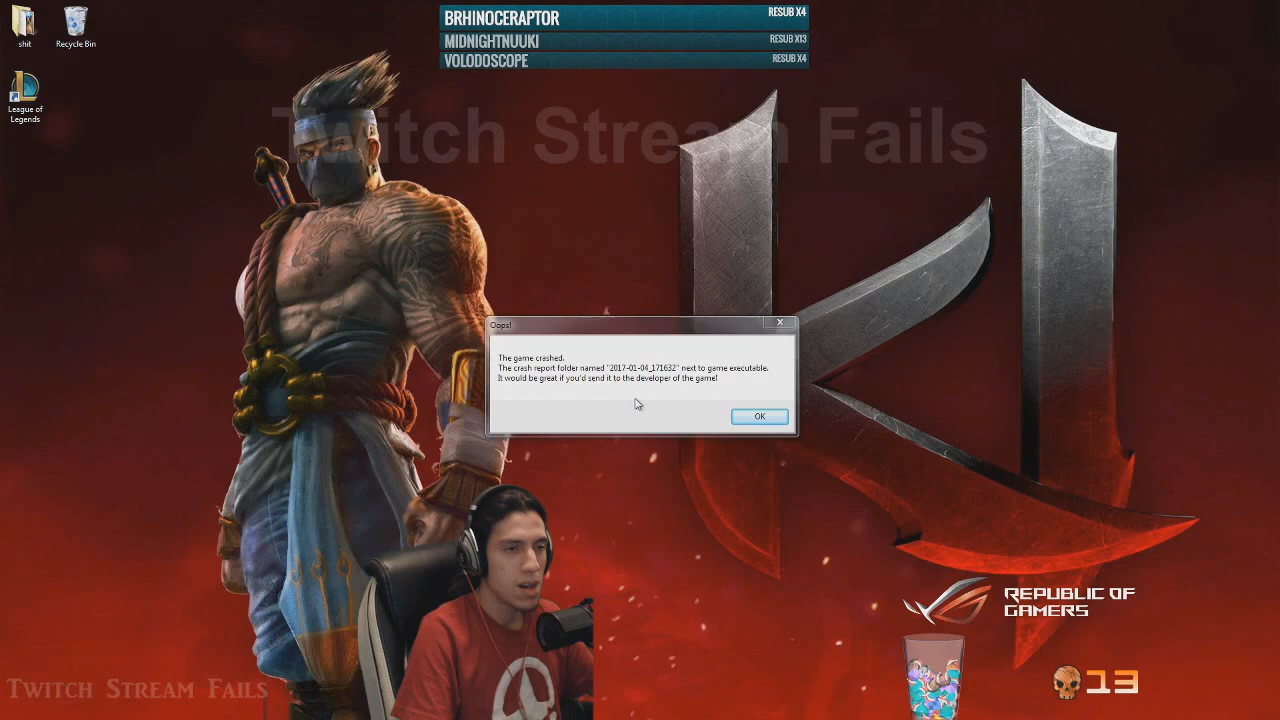 BRHINOCERAPTOR RESUB X4
MIDNIGHTNUUKI RESUB X13
VOLODOSCOPE RESUB X4
shit
Recycle Bin
League of
Legends
Twitch Stream Fails
Oops!
The game crashed.
The crash report folder named "2017-01-04_171632" next to game executable.
It would be great if you'd send it to the developer of the game!
OK
REPUBLIC OF
GAMERS
13
TWITCH STREAM FAILS